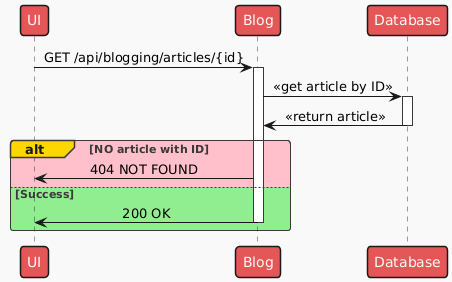 UI
Blog
Database
GET /api/blogging/articles/{id}
«get article by ID»
«return article»
alt
[NO article with ID]
404 NOT FOUND
[Success]
200 OK
UI
Blog
Database